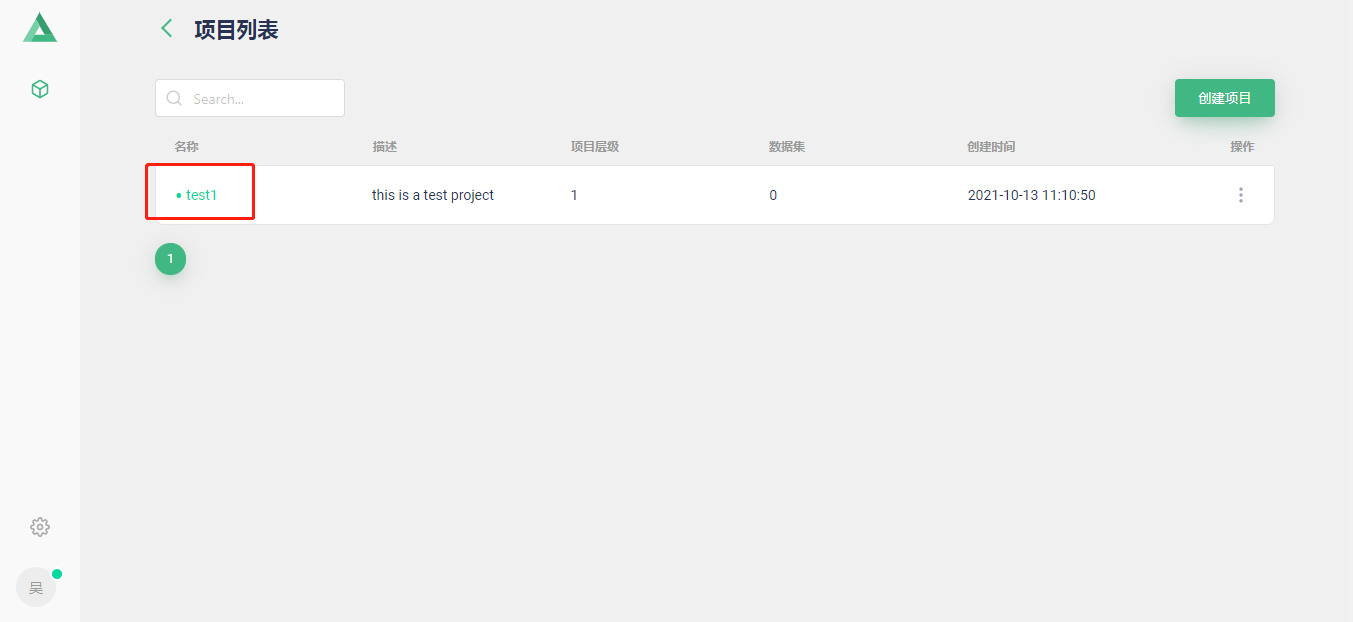 项目列表
Search...
创建项目
名称 描述 项目层级 数据集 创建时间 操作
test1 this is a test project 1 0 2021-10-13 11:10:50
1
吴